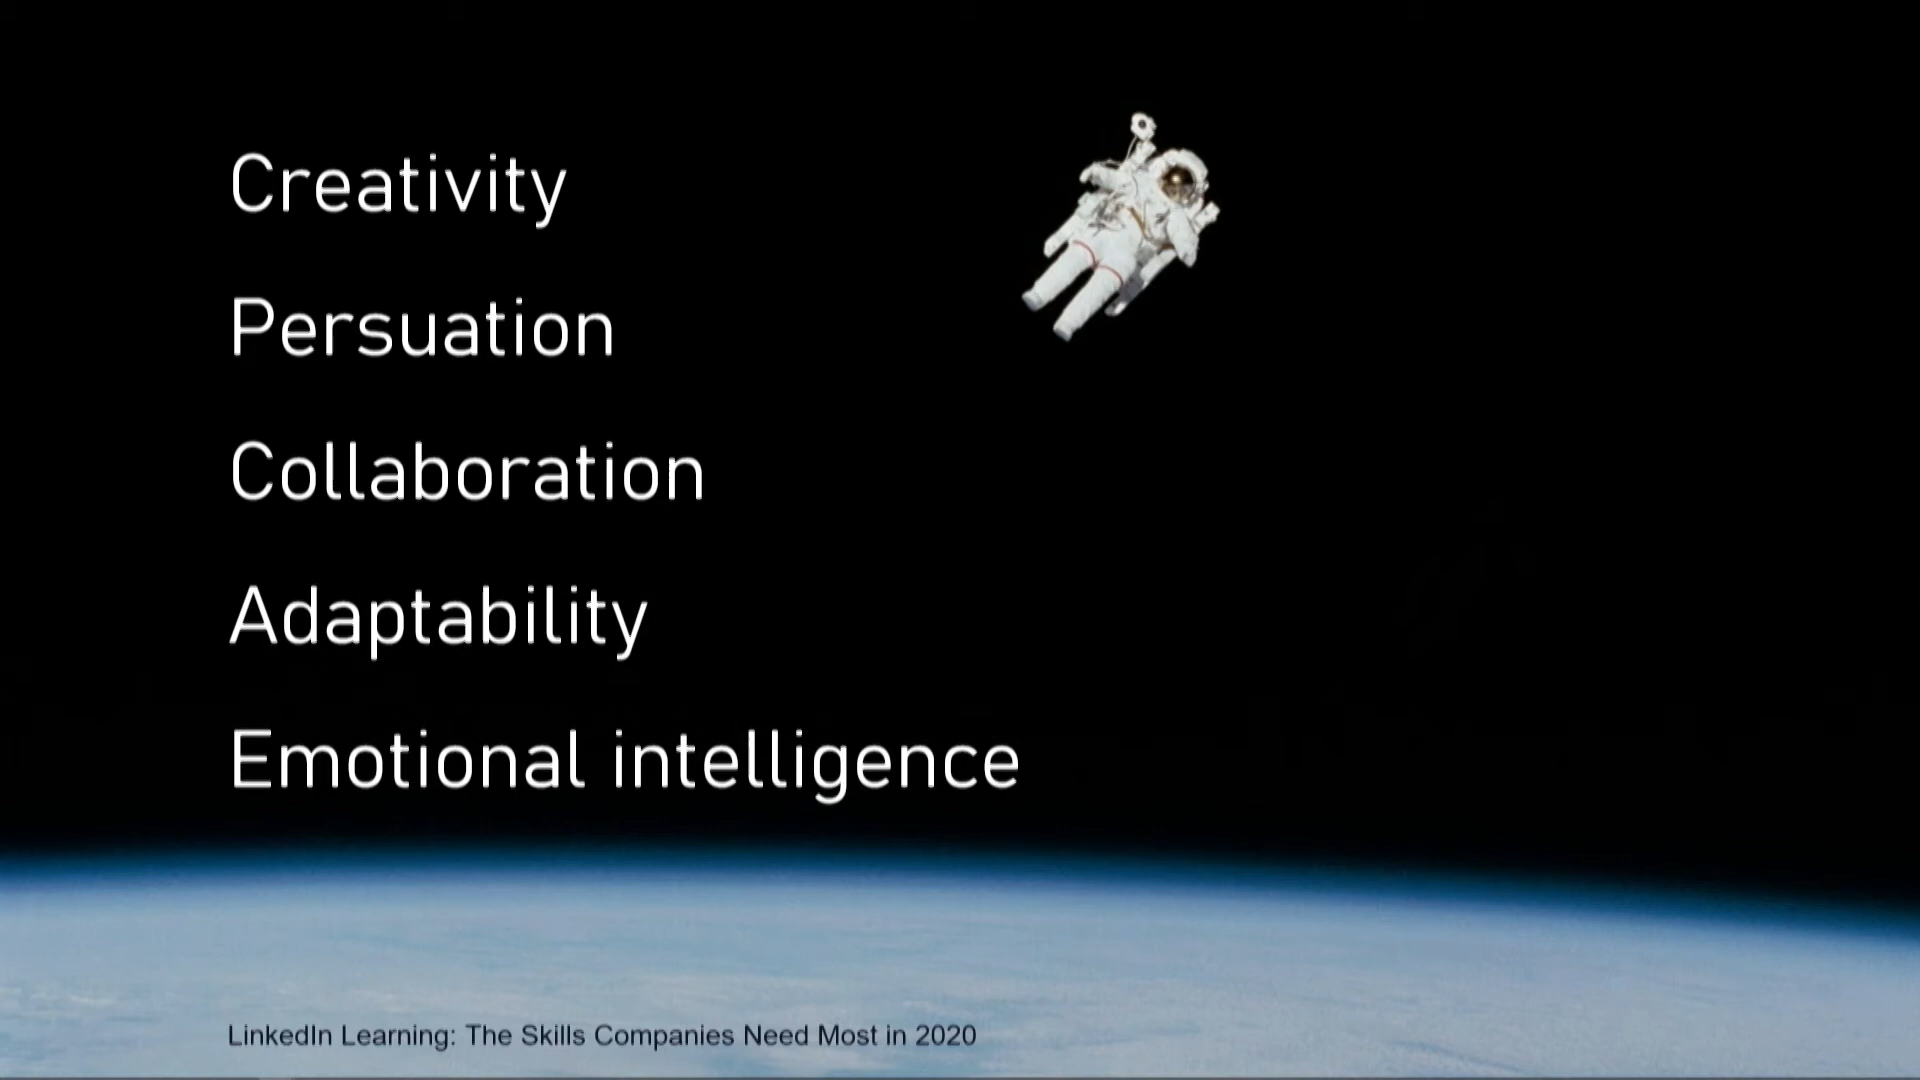 Creativity
Persuation
Collaboration
Adaptability
Emotional intelligence
LinkedIn Learning: The Skills Companies Need Most in 2020